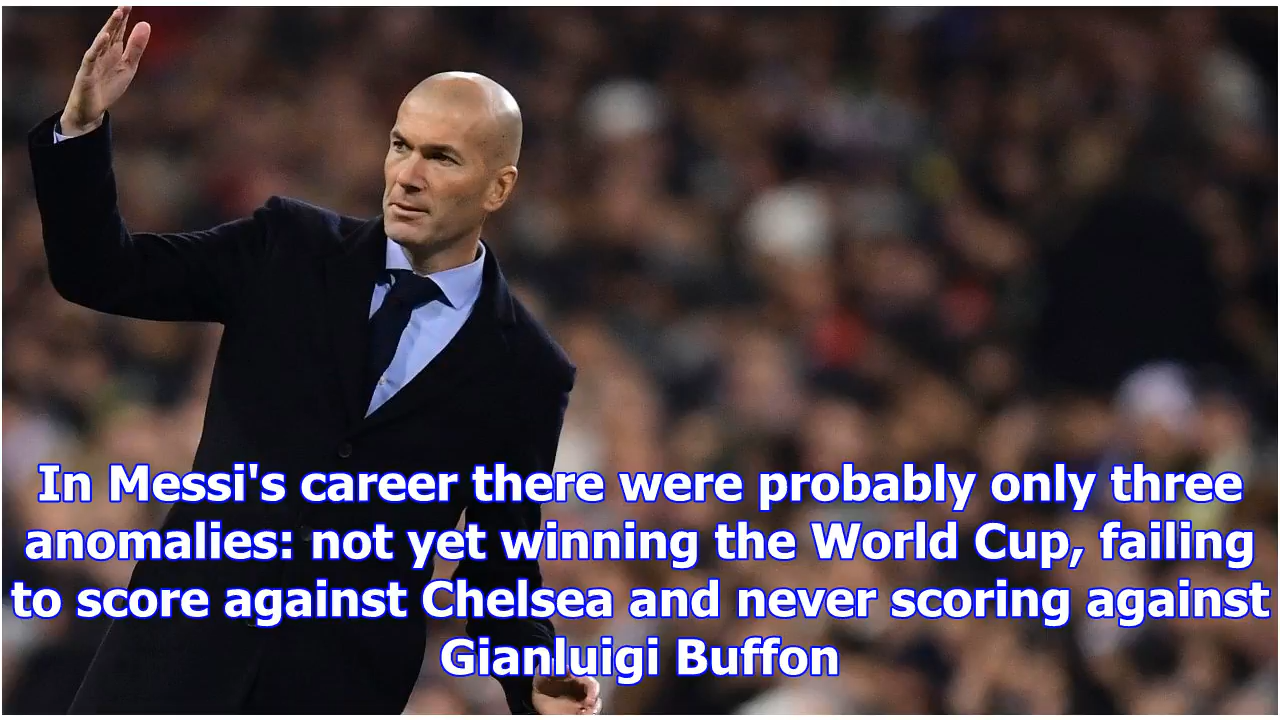 In Messi's career there were probably only three
anomalies: not yet winning the World Cup, failing
to score against Chelsea and never scoring against
Gianluigi Buffon